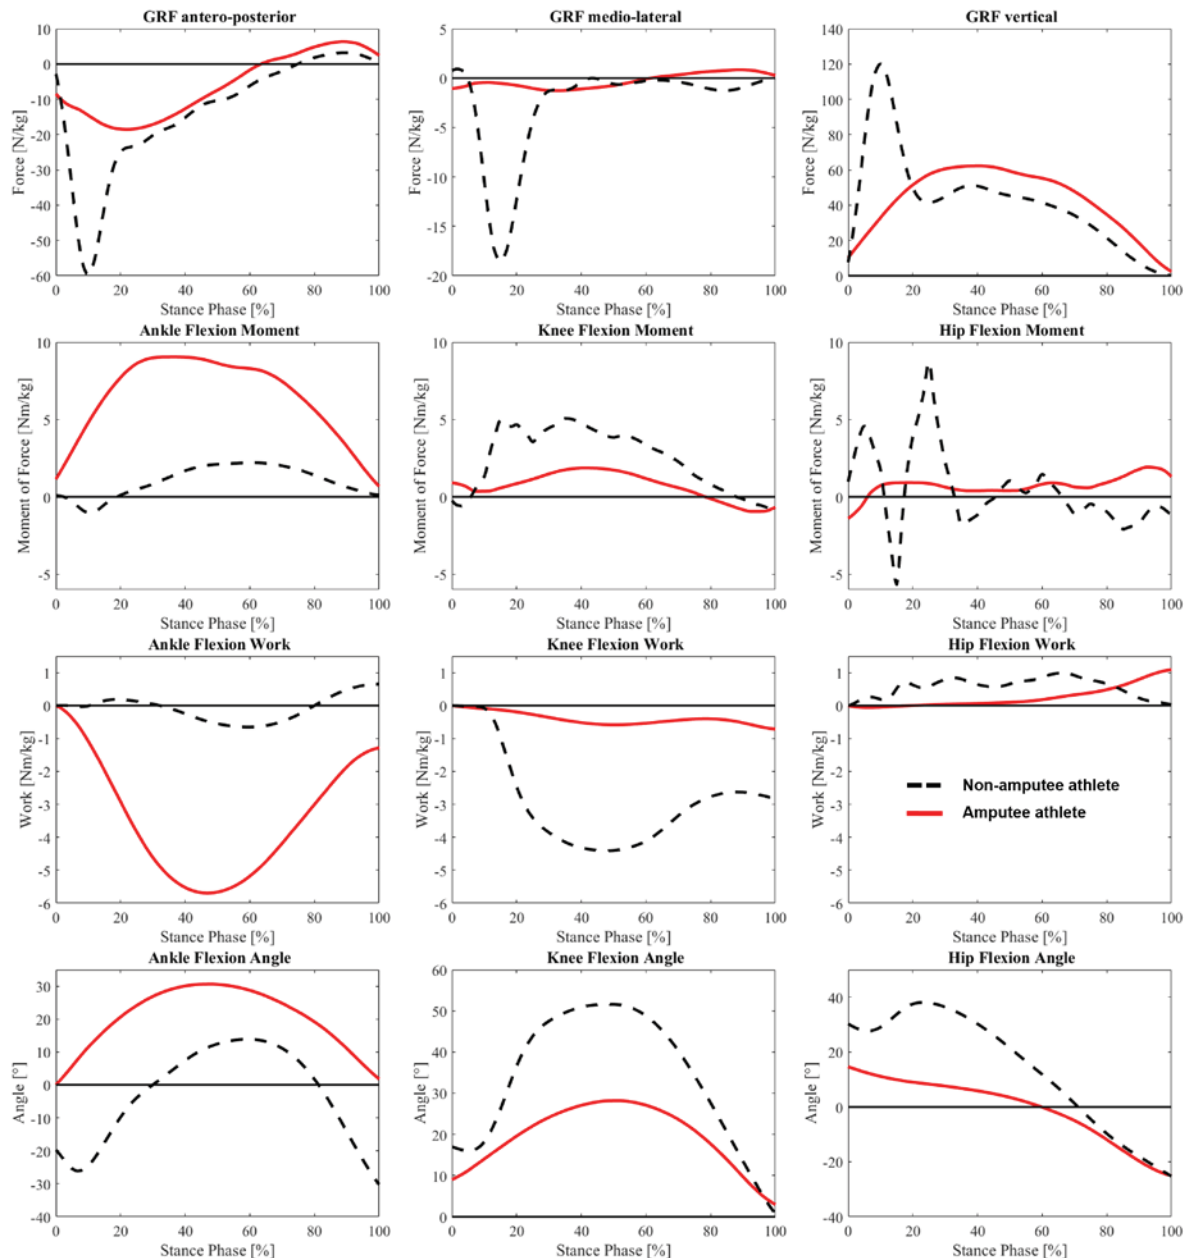 GRF antero-posterior
10
0
-10
-20
-30
-40
-50
-60
Force [N/kg]
0 20 40 60 80 100
Stance Phase [%]
GRF medio-lateral
5
0
-5
-10
-15
-20
Force [N/kg]
0 20 40 60 80 100
Stance Phase [%]
GRF vertical
140
120
100
80
60
40
20
0
Force [N/kg]
0 20 40 60 80 100
Stance Phase [%]
Ankle Flexion Moment
10
5
0
-5
Moment of Force [Nm/kg]
0 20 40 60 80 100
Stance Phase [%]
Knee Flexion Moment
10
5
0
-5
Moment of Force [Nm/kg]
0 20 40 60 80 100
Stance Phase [%]
Hip Flexion Moment
10
5
0
-5
Moment of Force [Nm/kg]
0 20 40 60 80 100
Stance Phase [%]
Ankle Flexion Work
1
0
-1
-2
-3
-4
-5
-6
Work [Nm/kg]
0 20 40 60 80 100
Stance Phase [%]
Knee Flexion Work
1
0
-1
-2
-3
-4
-5
-6
Work [Nm/kg]
0 20 40 60 80 100
Stance Phase [%]
Hip Flexion Work
1
0
-1
-2
-3
-4
-5
-6
Work [Nm/kg]
Non-amputee athlete
Amputee athlete
0 20 40 60 80 100
Stance Phase [%]
Ankle Flexion Angle
30
20
10
0
-10
-20
-30
-40
Angle [°]
0 20 40 60 80 100
Stance Phase [%]
Knee Flexion Angle
60
50
40
30
20
10
0
Angle [°]
0 20 40 60 80 100
Stance Phase [%]
Hip Flexion Angle
40
20
0
-20
-40
Angle [°]
0 20 40 60 80 100
Stance Phase [%]